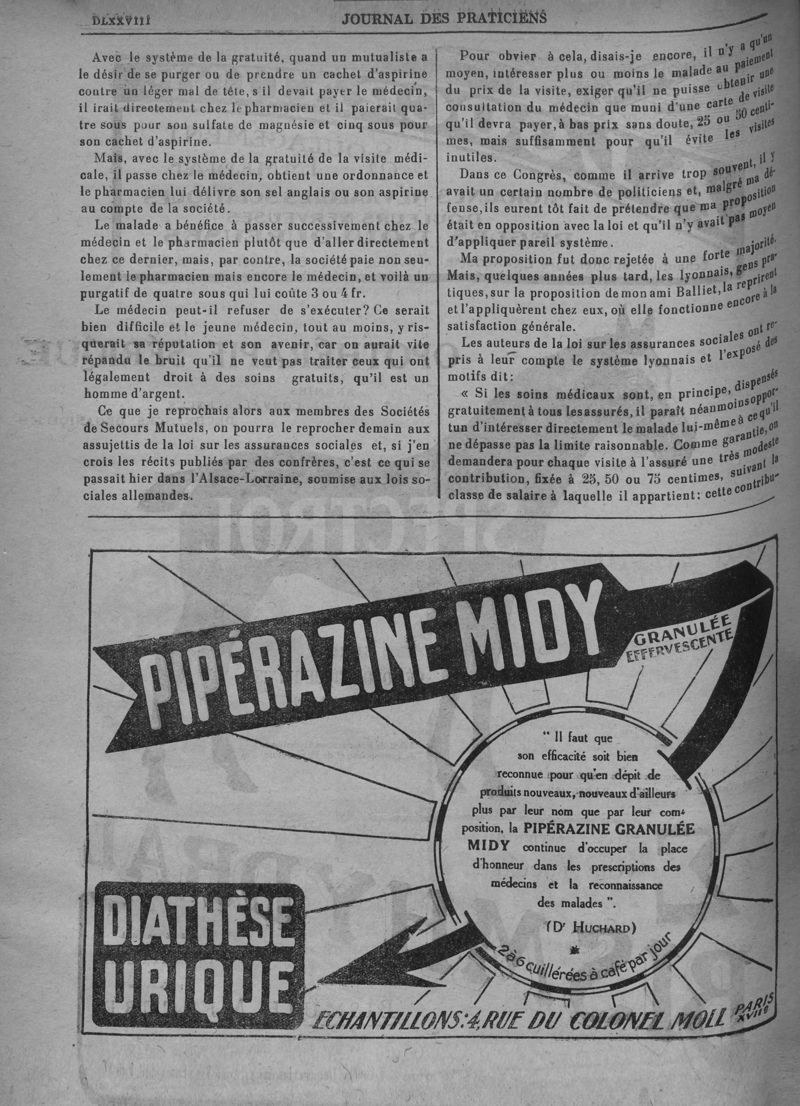 DLXXVIII
JOURNAL DES PRATICIENS
Avec le système de la gratuité, quand un mutualiste a
le désir de se purger ou de prendre un cachet d'aspirine
contre un léger mal de tête, s il devait payer le médecin,
il irait directement chez le pharmacien et il paierait qua-
tre sous pour son sulfate de magnésie et cinq sous pour
son cachet d'aspirine.
Mais, avec le système de la gratuité de la visite médi-
cale, il passe chez le médecin, obtient une ordonnance et
le pharmacien lui délivre son sel anglais ou son aspirine
au compte de la société.
Le malade a bénéfice à passer successivement chez le
médecin et le pharmacien plutôt que d'aller directement
chez ce dernier, mais, par contre, la société paie non seu-
lement le pharmacien mais encore le médecin, et voilà un
purgatif de quatre sous qui lui coûte 3 ou 4 fr.
Le médecin peut-il refuser de s'exécuter? Ce serait
bien difficile et le jeune médecin, tout au moins, y ris-
querait sa réputation et son avenir, car on aurait vite
répandu le bruit qu'il ne veut pas traiter ceux qui ont
légalement droit à des soins gratuits, qu'il est un
homme d'argent.
Ce que je reprochais alors aux membres des Sociétés
de Secours Mutuels, on pourra le reprocher demain aux
assujettis de la loi sur les assurances sociales et, si j'en
crois les récits publiés par des confrères, c'est ce qui se
passait hier dans l'Alsace-Lorraine, soumise aux lois so-
ciales allemandes.
Pour obvier à cela, disais-je encore, il n'y a qu'un
moyen, intéresser plus ou moins le malade au paiement
du prix de la visite, exiger qu'il ne puisse obtenir une
consultation du médecin que muni d'une carte de visite
qu'il devra payer, à bas prix sans doute, 25 ou 50 centi-
mes, mais suffisamment pour qu'il évite les visites
inutiles.
Dans ce Congrès, comme il arrive trop souvent, il y
avait un certain nombre de politiciens et, malgré ma dé-
fense, ils eurent tôt fait de prétendre que ma proposition
était en opposition avec la loi et qu'il n'y avait pas moyen
d'appliquer pareil système.
Ma proposition fut donc rejetée à une forte majorité.
Mais, quelques années plus tard, les lyonnais, gens pra-
tiques, sur la proposition de mon ami Balliet, la reprirent
et l'appliquèrent chez eux, où elle fonctionne encore à la
satisfaction générale.
Les auteurs de la loi sur les assurances sociales ont re-
pris à leur compte le système lyonnais et l'exposé des
motifs dit:
« Si les soins médicaux sont, en principe, dispensés
gratuitement à tous les assurés, il paraît néanmoins oppor-
tun d'intéresser directement le malade lui-même à ce qu'il
ne dépasse pas la limite raisonnable. Comme garantie, on
demandera pour chaque visite à l'assuré une très modeste
contribution, fixée à 25, 50 ou 75 centimes, suivant la
classe de salaire à laquelle il appartient: cette contribu-
PIPÉRAZINE MIDY
GRANULÉE
EFFERVESCENTE
" Il faut que
son efficacité soit bien
reconnue pour qu'en dépit de
produits nouveaux, nouveaux d'ailleurs
plus par leur nom que par leur com-
position, la PIPÉRAZINE GRANULÉE
MIDY continue d'occuper la place
d'honneur dans les prescriptions des
médecins et la reconnaissance
des malades ".
(Dr HUCHARD)
*
2 à 6 cuillérées à café par jour
DIATHÈSE
URIQUE
ECHANTILLONS: 4, RUE DU COLONEL MOLL PARIS
XVIIe